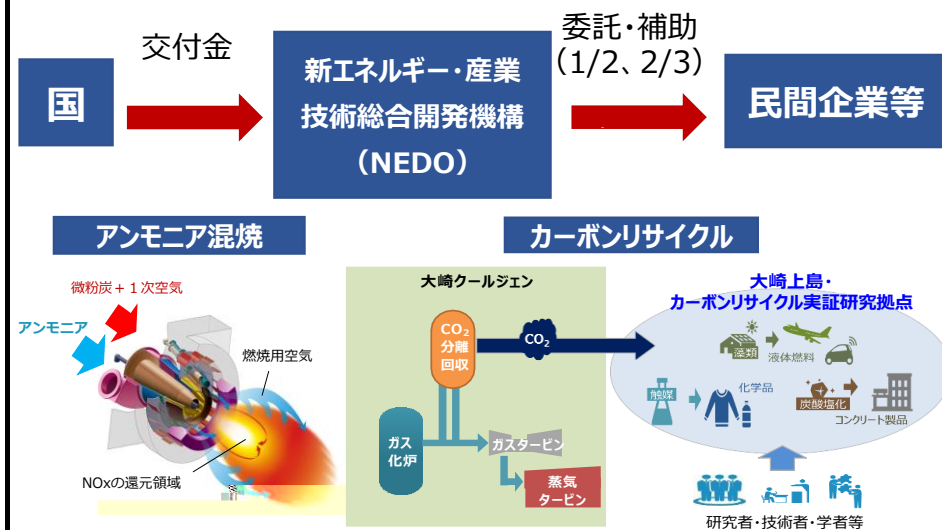 国
交付金
新エネルギー・産業
技術総合開発機構
（NEDO）
委託・補助
（1/2、2/3）
民間企業等
アンモニア混焼
カーボンリサイクル
微粉炭＋１次空気
アンモニア
燃焼用空気
NOxの還元領域
大崎クールジェン
CO₂
分離
回収
CO₂
ガス
化炉
ガスタービン
蒸気
タービン
大崎上島・
カーボンリサイクル実証研究拠点
藻類
液体燃料
触媒
化学品
炭酸塩化
コンクリート製品
研究者・技術者・学者等